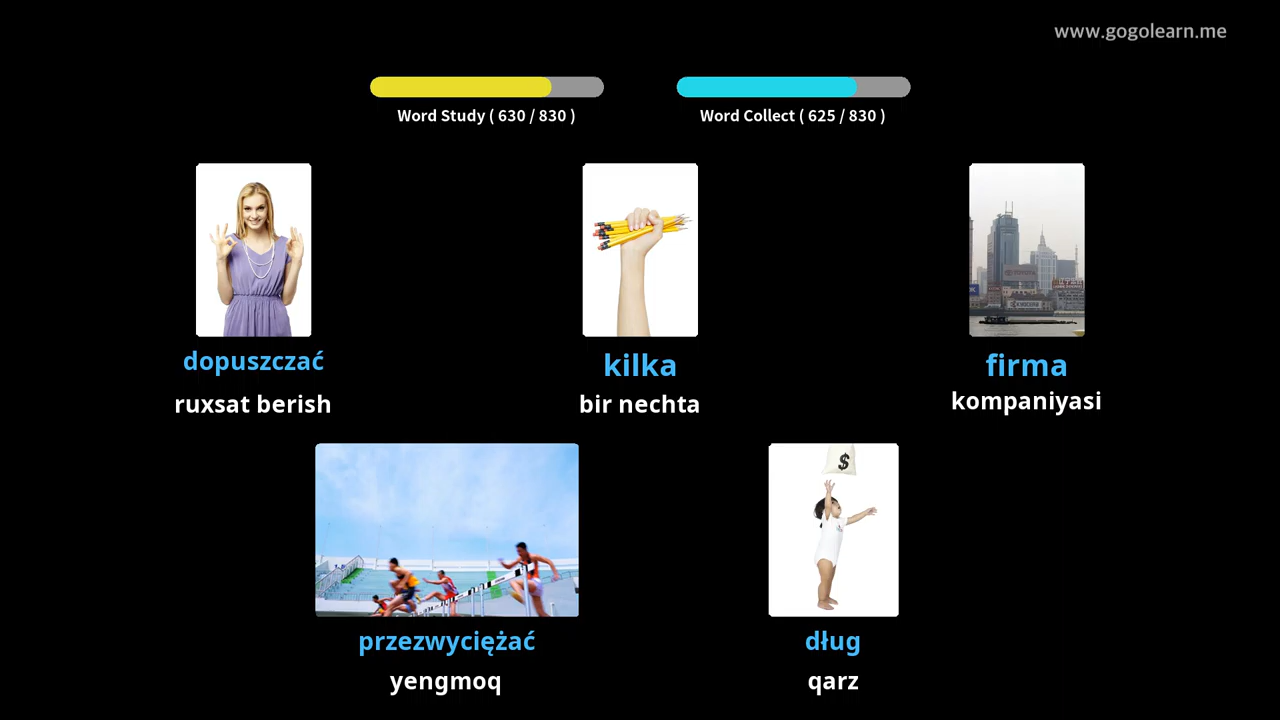 www.gogolearn.me
Word Study ( 630 / 830 )
Word Collect ( 625 / 830 )
TOYOTA
$
dopuszczać
kilka
firma
ruxsat berish
bir nechta
kompaniyasi
przezwyciężać
dług
yengmoq
qarz